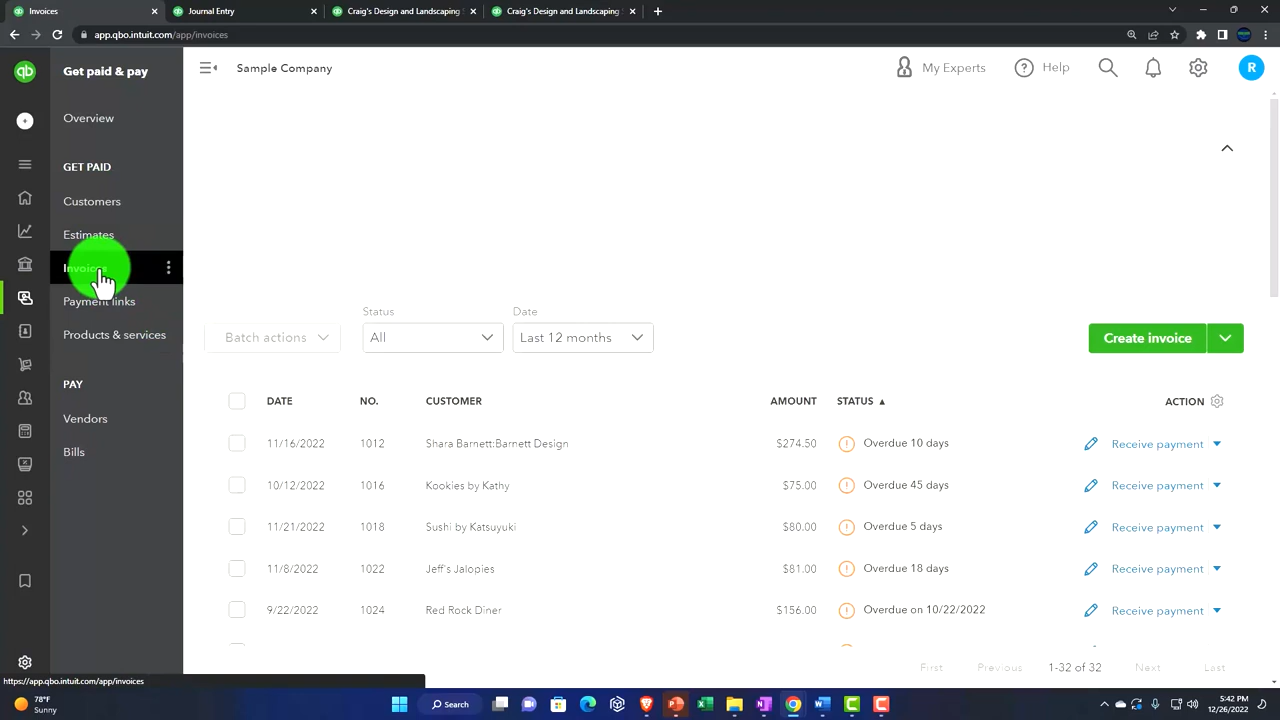 Invoices
Journal Entry
Craig's Design and Landscaping
Craig's Design and Landscaping
app.qbo.intuit.com/app/invoices
qb
Get paid & pay
Sample Company
My Experts
Help
R
Overview
GET PAID
Customers
Estimates
Invoices
Payment links
Products & services
PAY
Vendors
Bills
Status
Date
Batch actions
All
Last 12 months
Create invoice
DATE NO. CUSTOMER AMOUNT STATUS ▲ ACTION
11/16/2022 1012 Shara Barnett:Barnett Design $274.50 Overdue 10 days Receive payment
10/12/2022 1016 Kookies by Kathy $75.00 Overdue 45 days Receive payment
11/21/2022 1018 Sushi by Katsuyuki $80.00 Overdue 5 days Receive payment
11/8/2022 1022 Jeff's Jalopies $81.00 Overdue 18 days Receive payment
9/22/2022 1024 Red Rock Diner $156.00 Overdue on 10/22/2022 Receive payment
First Previous 1-32 of 32 Next Last
https://app.qbo.intuit.com/app/invoices
78°F
Sunny
Search
5:42 PM
12/26/2022